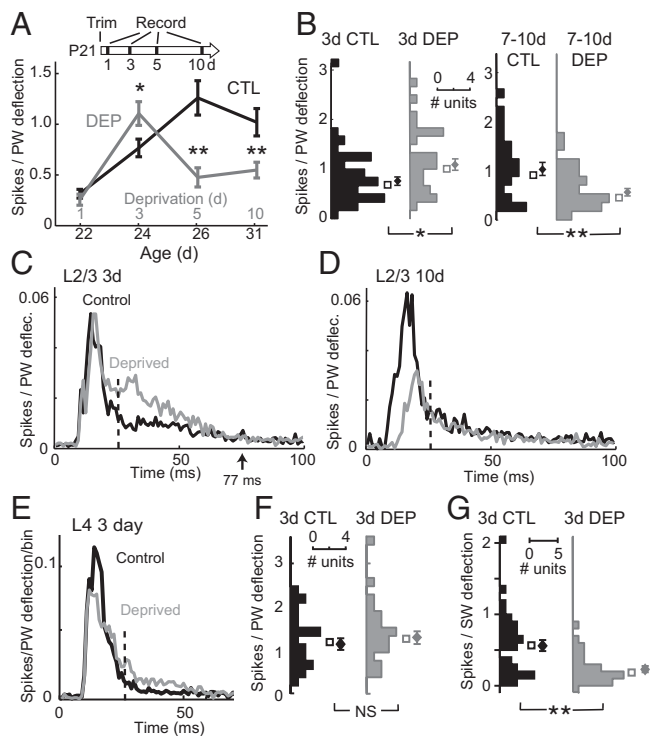 A
Trim Record
P21
1 3 5 10 d
Spikes / PW deflection
1.5
1.0
0.5
0
CTL
DEP
*
**
**
Deprivation (d)
1 3 5 10
22 24 26 31
Age (d)
B
3d CTL 3d DEP
7-10d CTL
7-10d DEP
0 4
# units
Spikes / PW deflection
3
2
1
0
3
2
1
0
*
**
C
L2/3 3d
Control
Deprived
Spikes / PW deflec.
0.06
0
0 50 100
Time (ms)
77 ms
D
L2/3 10d
Spikes / PW deflec.
0.06
0
0 50 100
Time (ms)
E
L4 3 day
Control
Deprived
Spikes/PW deflection/bin
0.1
0
0 50
Time (ms)
F
3d CTL 3d DEP
0 4
# units
Spikes / PW deflection
3
2
1
0
NS
G
3d CTL 3d DEP
0 5
# units
Spikes / SW deflection
2
1
0
**